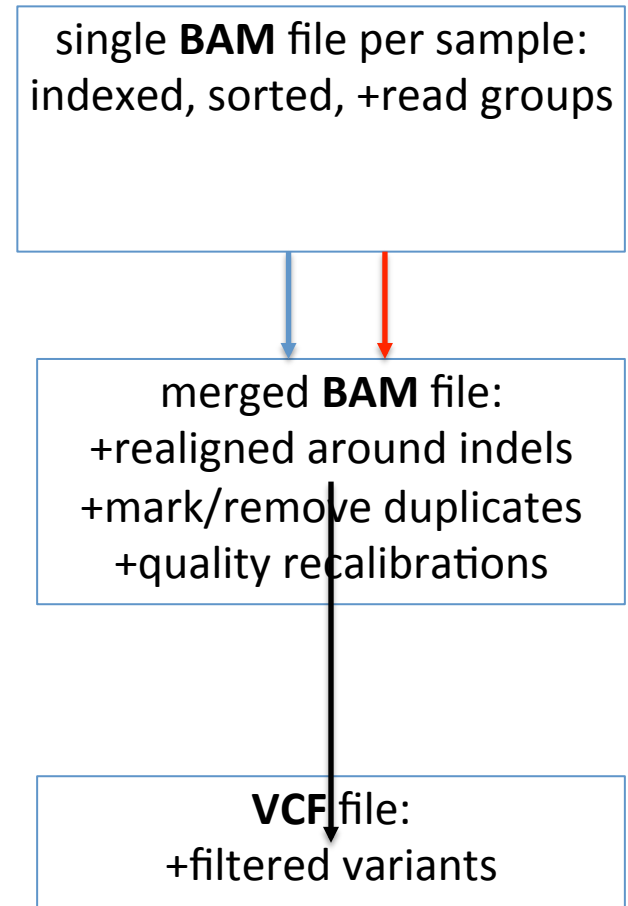 single BAM file per sample:
indexed, sorted, +read groups
merged BAM file:
+realigned around indels
+mark/remove duplicates
+quality recalibrations
VCF file:
+filtered variants